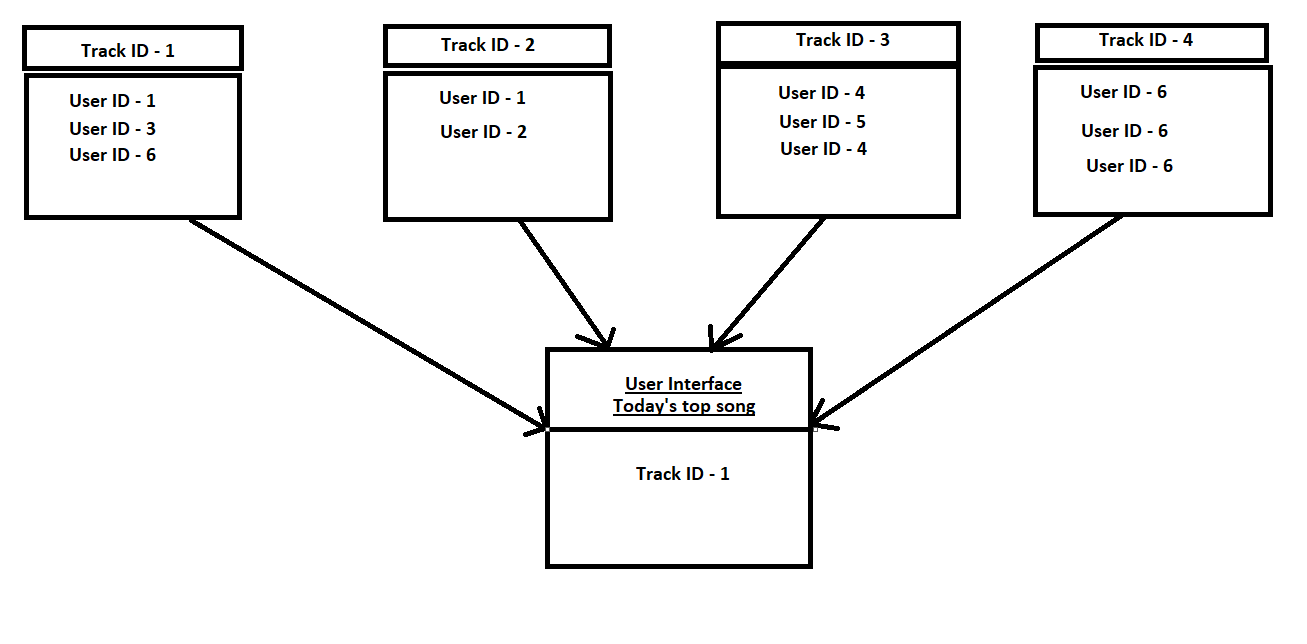 Track ID - 1
User ID - 1
User ID - 3
User ID - 6
Track ID - 2
User ID - 1
User ID - 2
Track ID - 3
User ID - 4
User ID - 5
User ID - 4
Track ID - 4
User ID - 6
User ID - 6
User ID - 6
User Interface
Today's top song
Track ID - 1